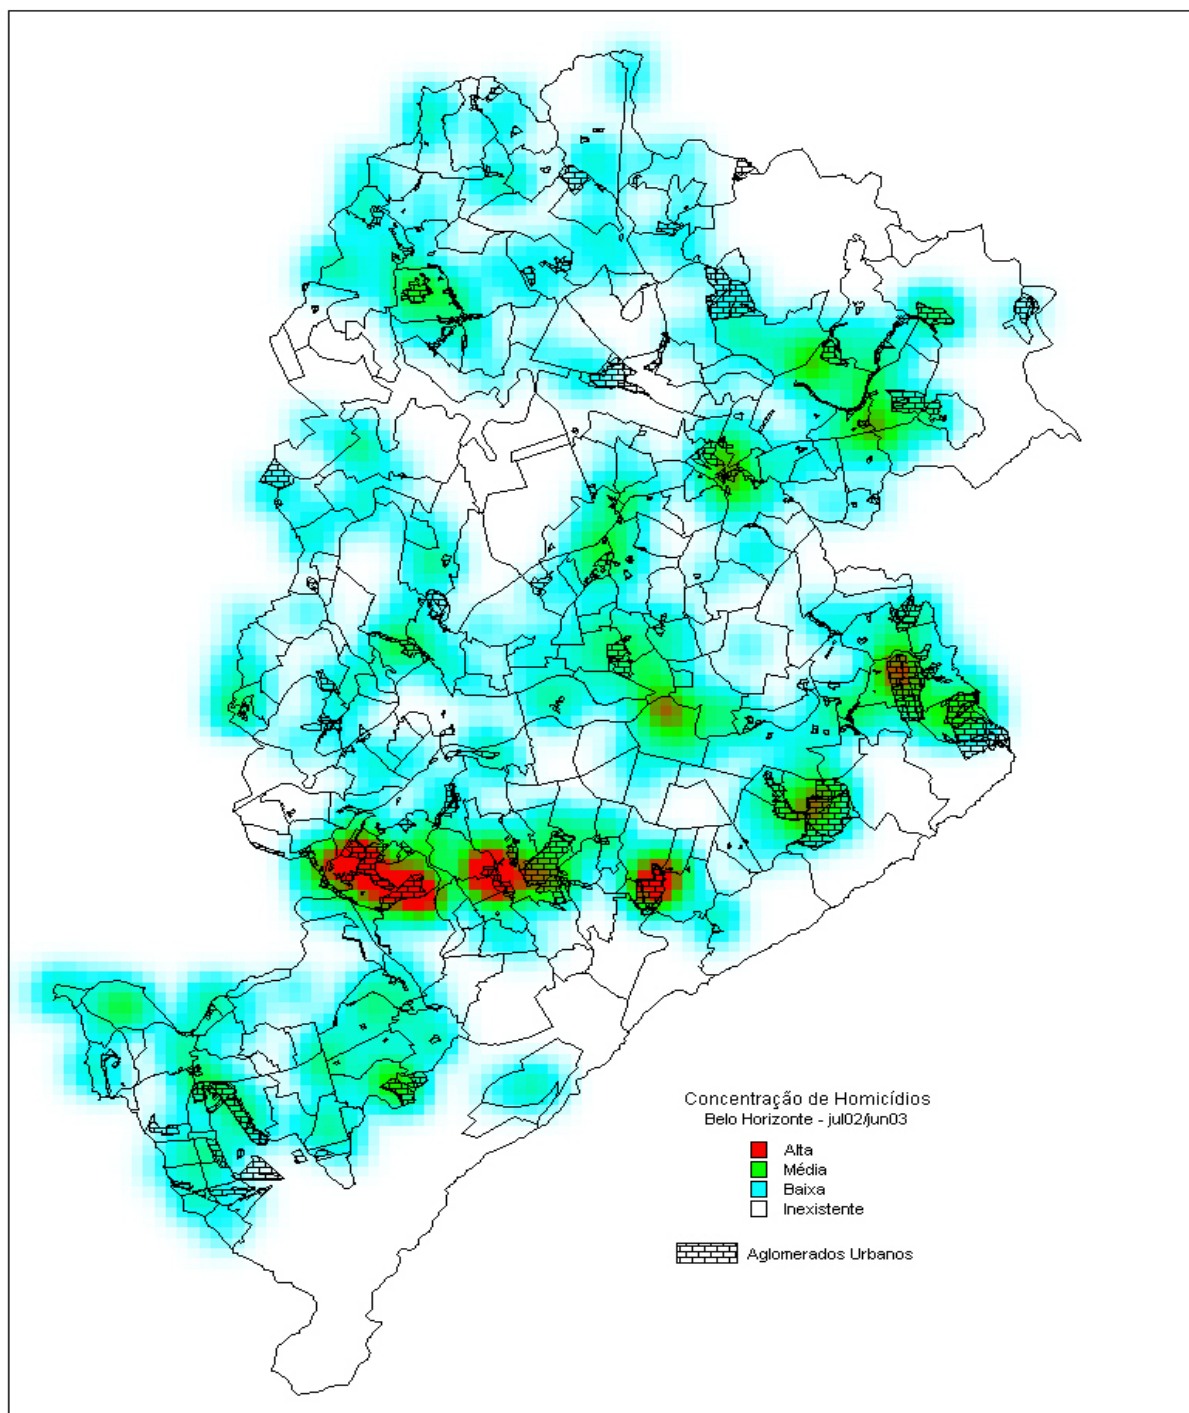 Concentração de Homicídios
Belo Horizonte - jul02/jun03
Alta
Média
Baixa
Inexistente
Aglomerados Urbanos